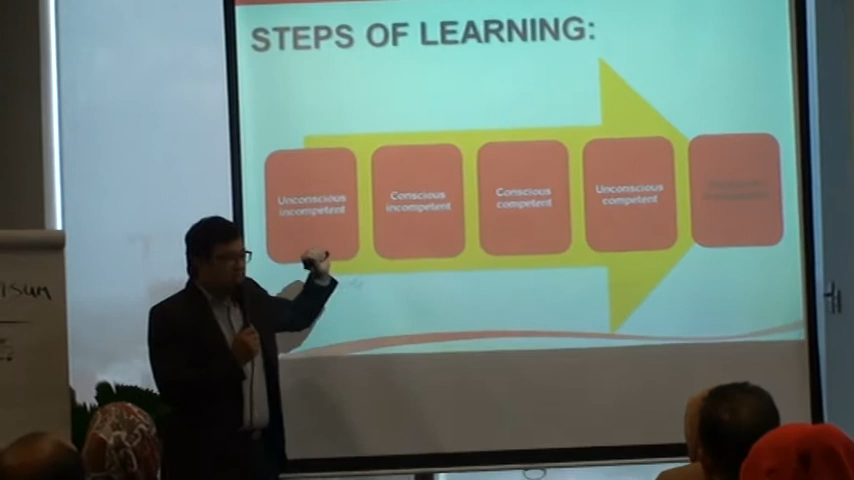 STEPS OF LEARNING:
Unconscious
incompetent
Conscious
incompetent
Conscious
competent
Unconscious
competent